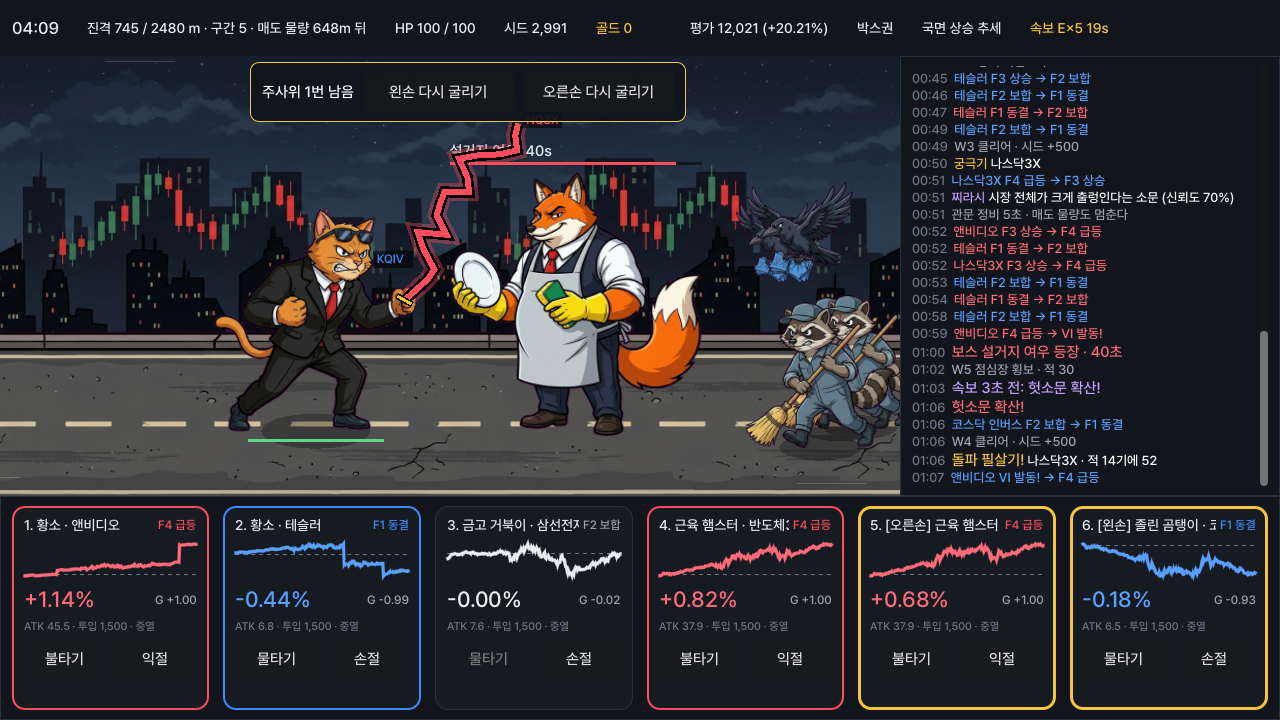 04:09 진격 745 / 2480 m · 구간 5 · 매도 물량 648m 뒤 HP 100 / 100 시드 2,991 골드 0 평가 12,021 (+20.21%) 박스권 국면 상승 추세 속보 E×5 19s
주사위 1번 남음 왼손 다시 굴리기 오른손 다시 굴리기
설거지 여우 40s
KQIV
00:45 테슬러 F3 상승 → F2 보합
00:46 테슬러 F2 보합 → F1 동결
00:47 테슬러 F1 동결 → F2 보합
00:49 테슬러 F2 보합 → F1 동결
00:49 W3 클리어 · 시드 +500
00:50 궁극기 나스닥3X
00:51 나스닥3X F4 급등 → F3 상승
00:51 찌라시 시장 전체가 크게 출렁인다는 소문 (신뢰도 70%)
00:51 관문 정비 5초 · 매도 물량도 멈춘다
00:52 앤비디오 F3 상승 → F4 급등
00:52 테슬러 F1 동결 → F2 보합
00:52 나스닥3X F3 상승 → F4 급등
00:53 테슬러 F2 보합 → F1 동결
00:54 테슬러 F1 동결 → F2 보합
00:58 테슬러 F2 보합 → F1 동결
00:59 앤비디오 F4 급등 → VI 발동!
01:00 보스 설거지 여우 등장 · 40초
01:02 W5 점심장 횡보 · 적 30
01:03 속보 3초 전: 헛소문 확산!
01:06 헛소문 확산!
01:06 코스닥 인버스 F2 보합 → F1 동결
01:06 W4 클리어 · 시드 +500
01:06 돌파 필살기! 나스닥3X · 적 14기에 52
01:07 앤비디오 VI 발동! → F4 급등
1. 황소 · 앤비디오 F4 급등
+1.14% G +1.00
ATK 45.5 · 투입 1,500 · 중열
불타기 익절
2. 황소 · 테슬러 F1 동결
-0.44% G -0.99
ATK 6.8 · 투입 1,500 · 중열
물타기 손절
3. 금고 거북이 · 삼선전자 F2 보합
-0.00% G -0.02
ATK 7.6 · 투입 1,500 · 중열
물타기 손절
4. 근육 햄스터 · 반도체 F4 급등
+0.82% G +1.00
ATK 37.9 · 투입 1,500 · 중열
불타기 익절
5. [오른손] 근육 햄스터 F4 급등
+0.68% G +1.00
ATK 37.9 · 투입 1,500 · 중열
불타기 익절
6. [왼손] 졸린 곰탱이 · F1 동결
-0.18% G -0.93
ATK 6.5 · 투입 1,500 · 중열
물타기 손절